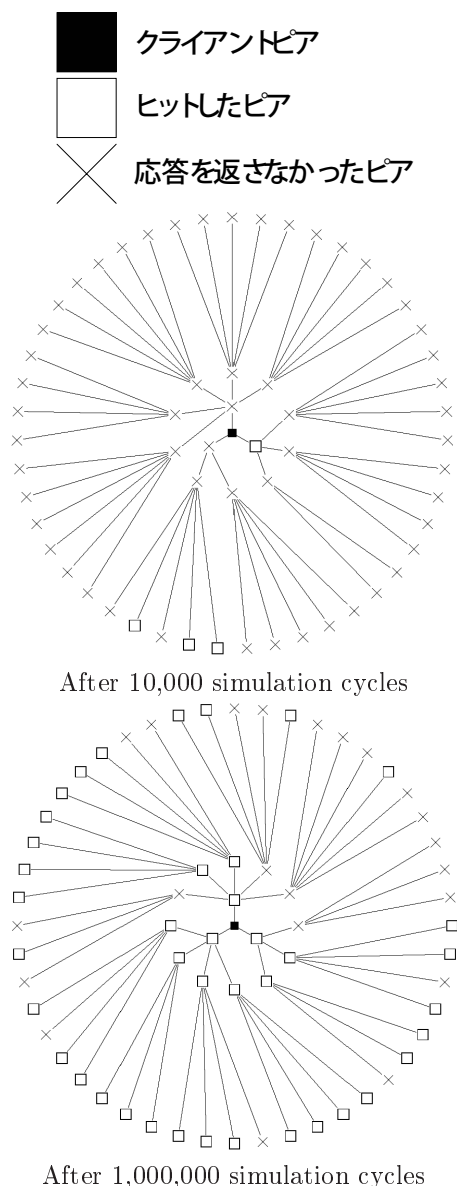 クライアントピア
ヒットしたピア
応答を返さなかったピア
After 10,000 simulation cycles
After 1,000,000 simulation cycles